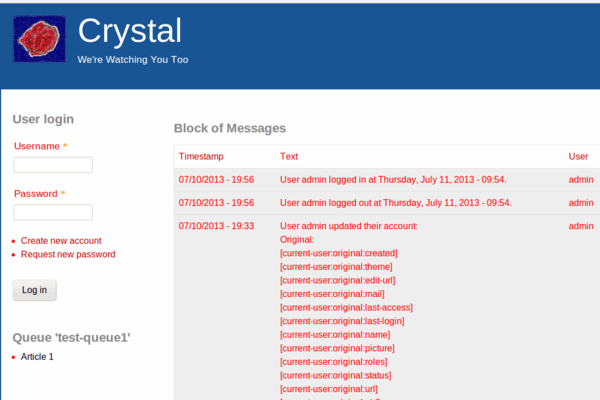 Crystal
We're Watching You Too
User login
Username *
Password *
Create new account
Request new password
Log in
Queue 'test-queue1'
Article 1
Block of Messages
Timestamp Text User
07/10/2013 - 19:56 User admin logged in at Thursday, July 11, 2013 - 09:54. admin
07/10/2013 - 19:56 User admin logged out at Thursday, July 11, 2013 - 09:54. admin
07/10/2013 - 19:33 User admin updated their account: admin
Original:
[current-user:original:created]
[current-user:original:theme]
[current-user:original:edit-url]
[current-user:original:mail]
[current-user:original:last-access]
[current-user:original:last-login]
[current-user:original:name]
[current-user:original:picture]
[current-user:original:roles]
[current-user:original:status]
[current-user:original:url]